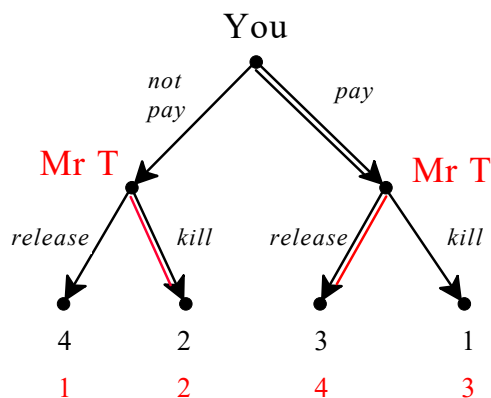 You
not
pay
pay
Mr T
Mr T
release
kill
release
kill
4 2 3 1
1 2 4 3